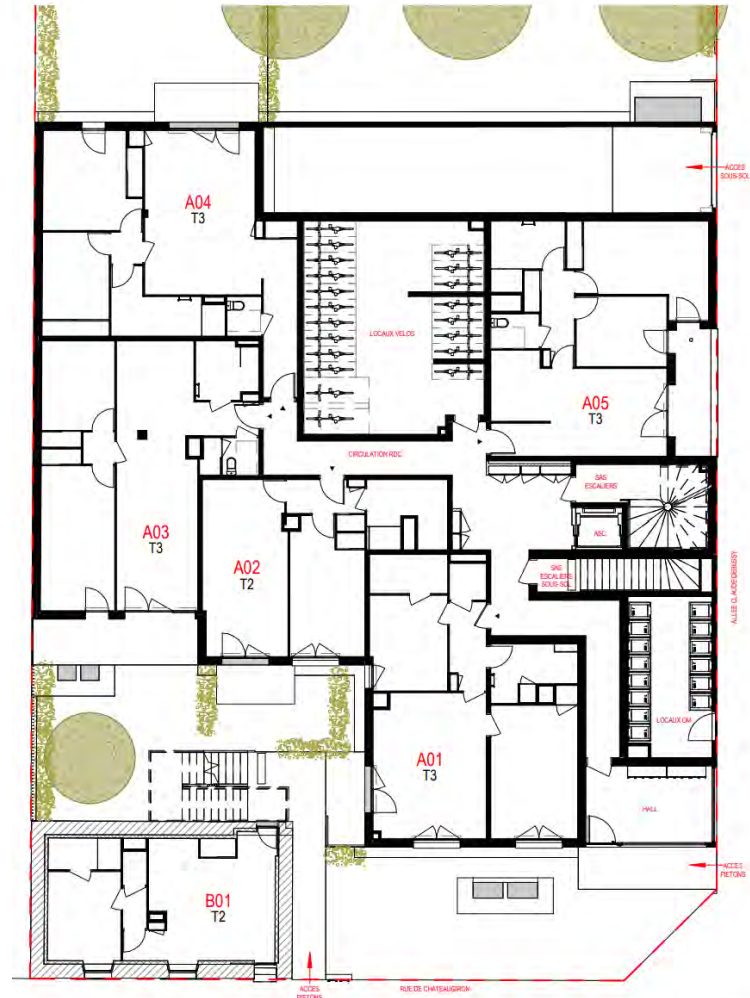 ACCES
SOUS-SOL
A04
T3
LOCAUX VELOS
A05
T3
CIRCULATION RDC
SAS
ESCALIERS
ASC.
A03
T3
A02
T2
SAS
ESCALIERS
SOUS-SOL
ALLEE CLAUDE DEBUSSY
LOCAUX OM
A01
T3
HALL
ACCES
PIETONS
B01
T2
ACCES
PIETONS
RUE DE CHATEAUGIRON